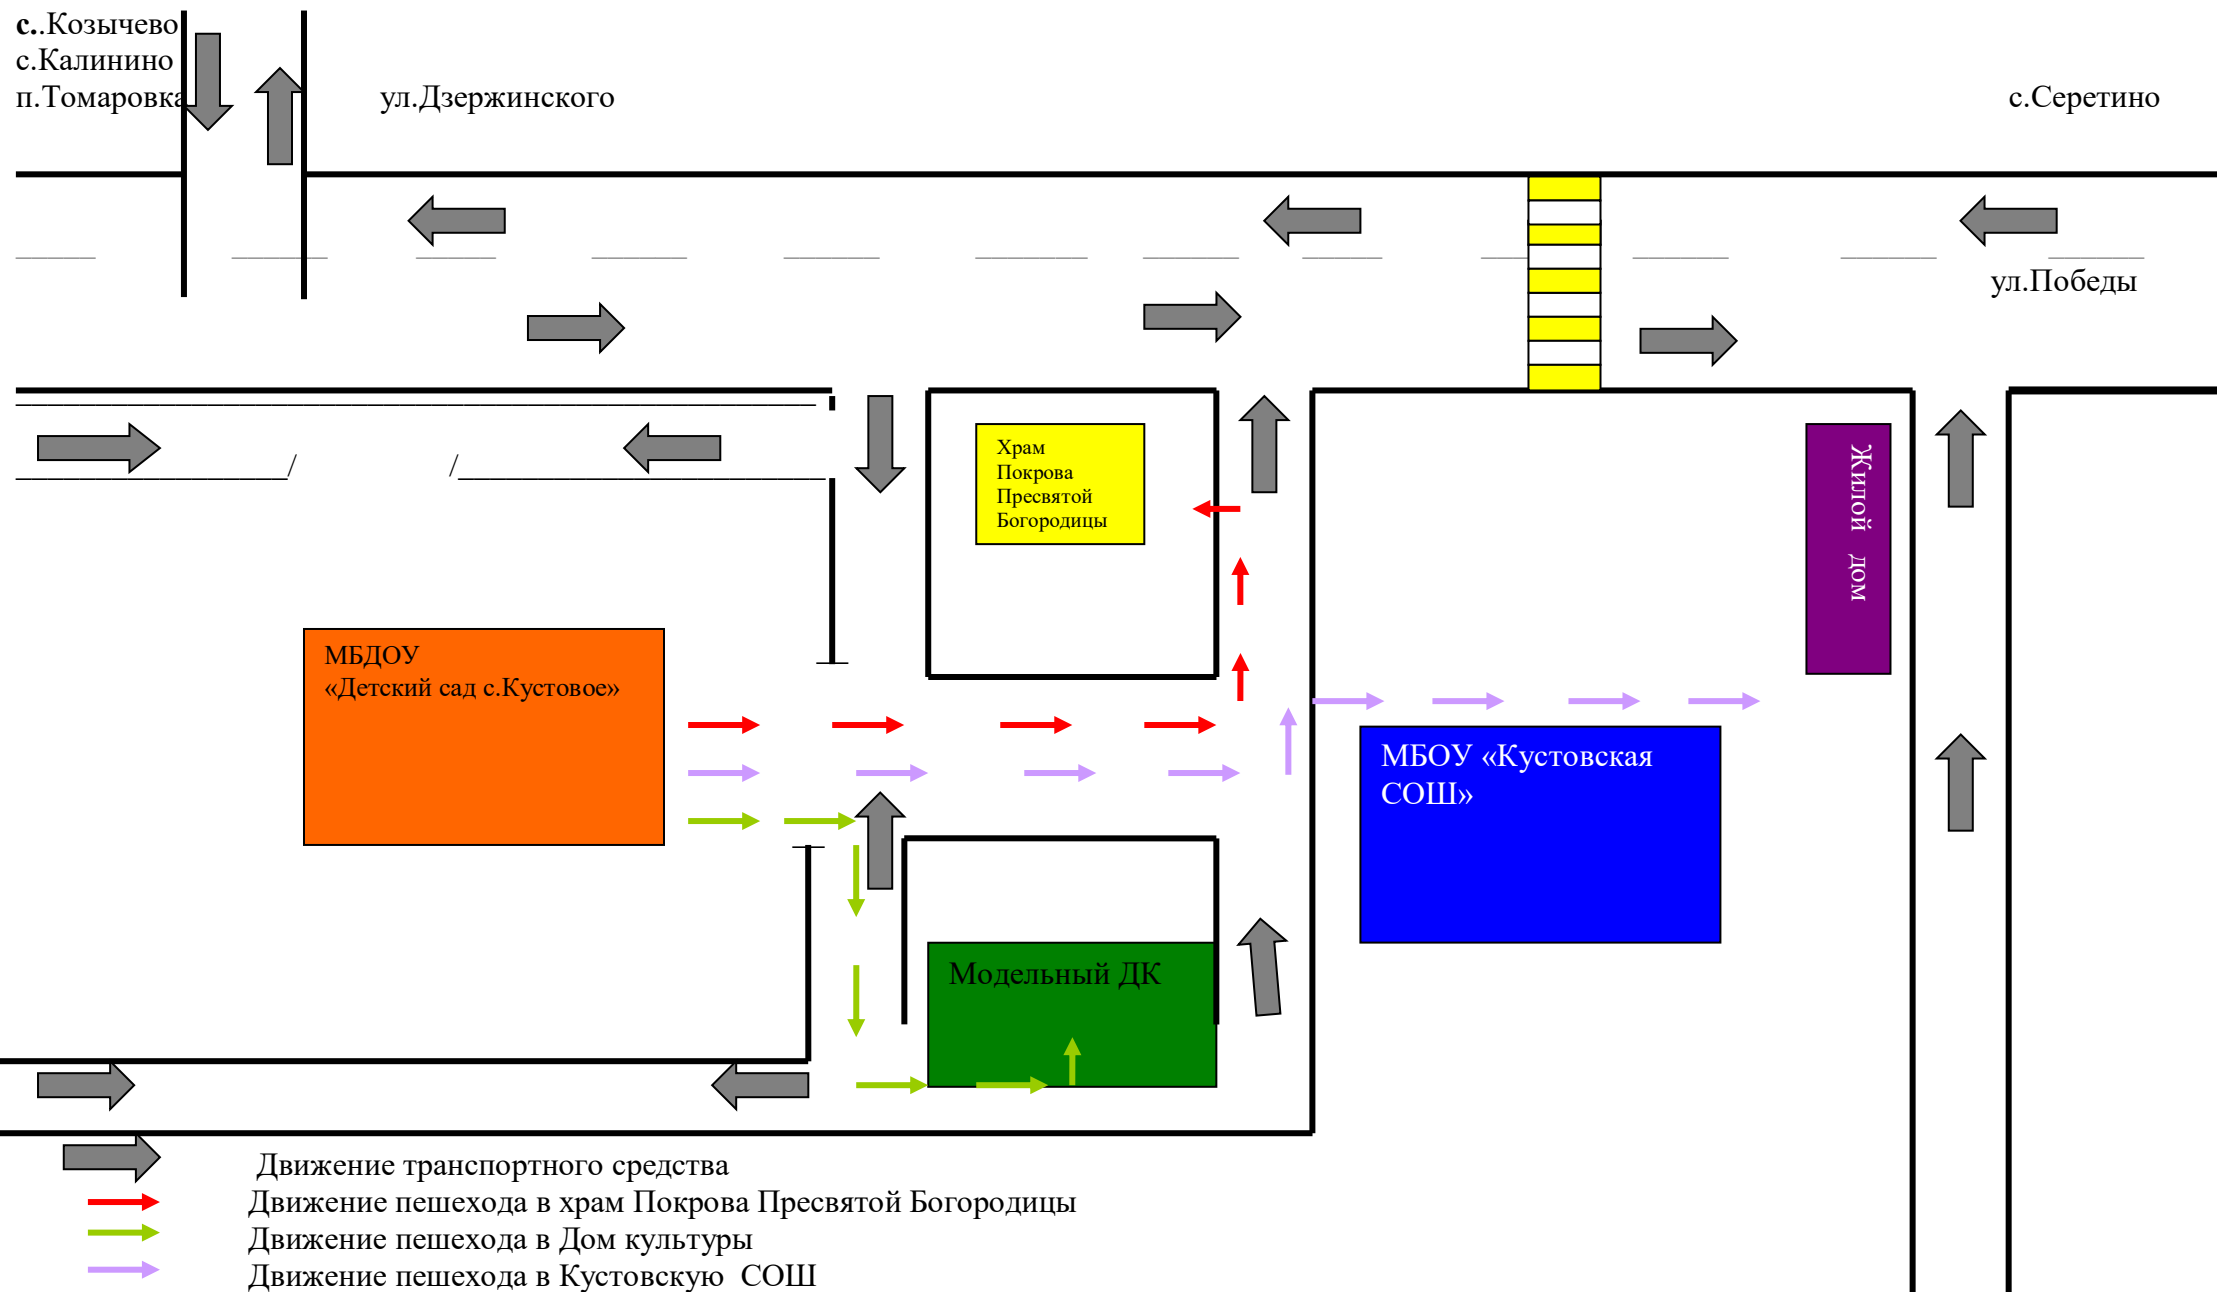 с..Козычево
с.Калинино
п.Томаровка
ул.Дзержинского
с.Серетино
ул.Победы
Храм
Покрова
Пресвятой
Богородицы
Жилой дом
МБДОУ
«Детский сад с.Кустовое»
МБОУ «Кустовская
СОШ»
Модельный ДК
Движение транспортного средства
Движение пешехода в храм Покрова Пресвятой Богородицы
Движение пешехода в Дом культуры
Движение пешехода в Кустовскую СОШ